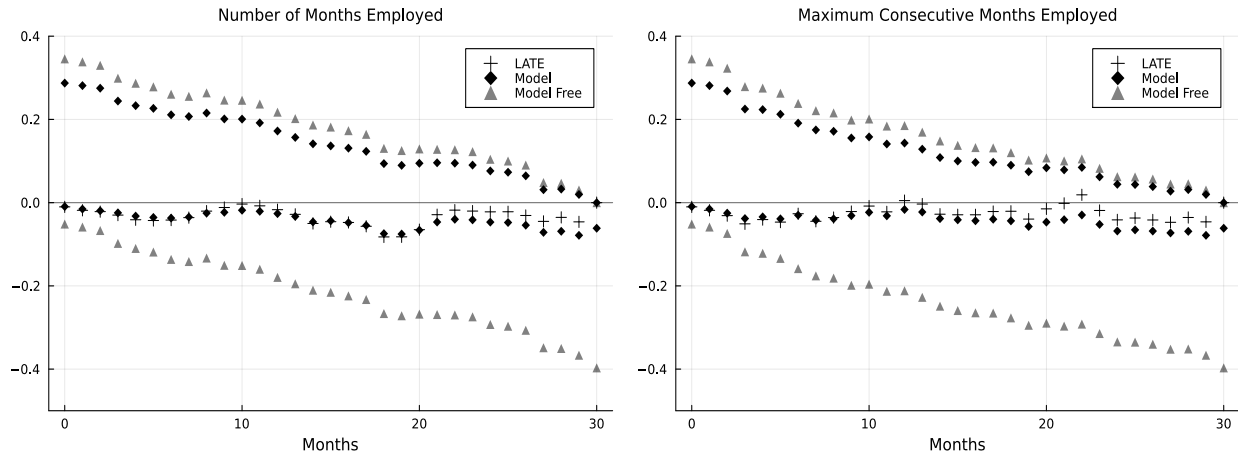 Number of Months Employed
0.4
0.2
0.0
−0.2
−0.4
LATE
Model
Model Free
0
10
20
30
Months
Maximum Consecutive Months Employed
0.4
0.2
0.0
−0.2
−0.4
LATE
Model
Model Free
0
10
20
30
Months